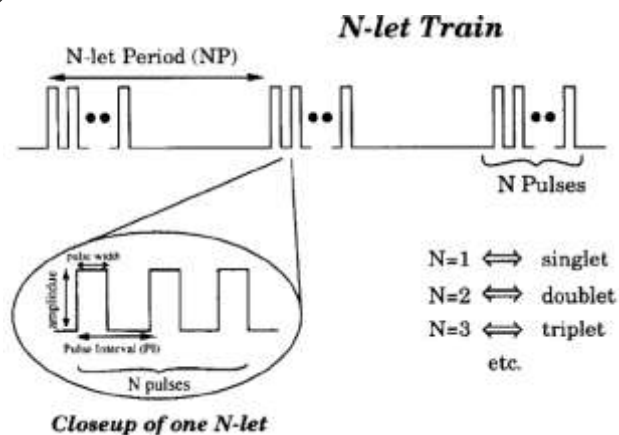 N-let Train
N-let Period (NP)
N Pulses
pulse width
amplitdue
Pulse Interval (PI)
N pulses
N=1 ⇔ singlet
N=2 ⇔ doublet
N=3 ⇔ triplet
etc.
Closeup of one N-let